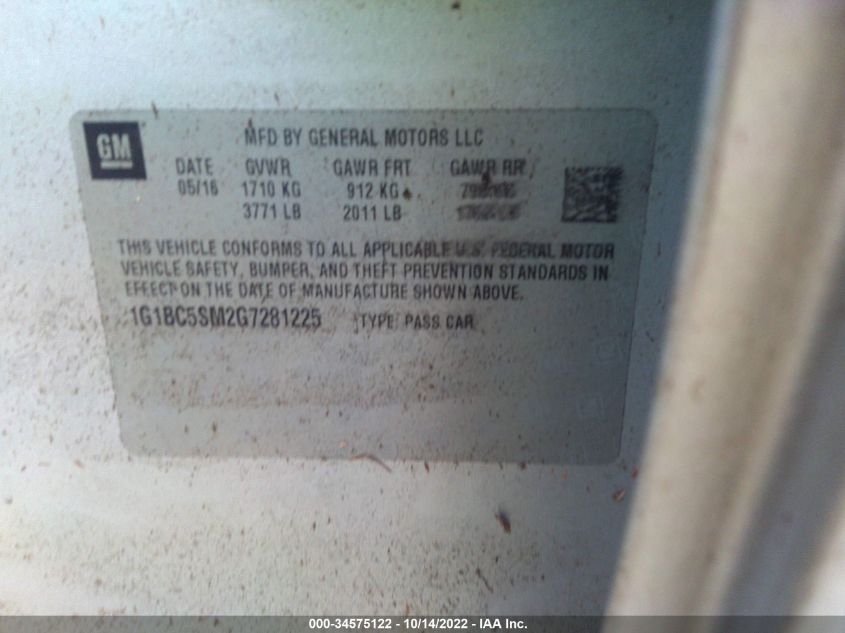 GM
MFD BY GENERAL MOTORS LLC
DATE GVWR GAWR FRT GAWR RR
05/16 1710 KG 912 KG
3771 LB 2011 LB
THIS VEHICLE CONFORMS TO ALL APPLICABLE U.S. FEDERAL MOTOR
VEHICLE SAFETY, BUMPER, AND THEFT PREVENTION STANDARDS IN
EFFECT ON THE DATE OF MANUFACTURE SHOWN ABOVE.
1G1BC5SM2G7281225 TYPE: PASS CAR
000-34575122 - 10/14/2022 - IAA Inc.